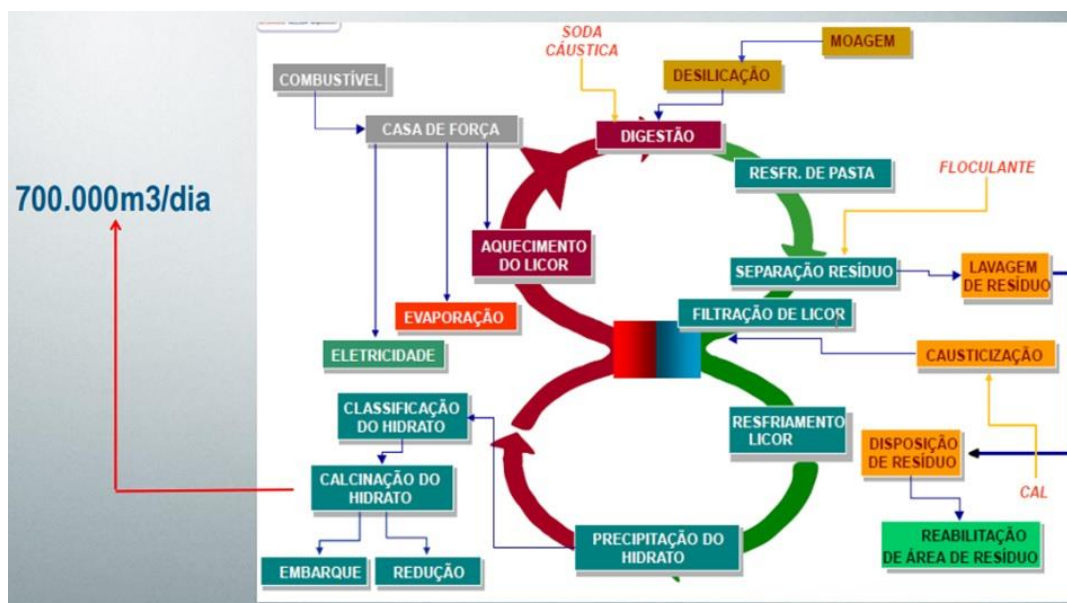 SODA
CÁUSTICA
MOAGEM
COMBUSTÍVEL
DESILICAÇÃO
CASA DE FORÇA
DIGESTÃO
RESFR. DE PASTA
FLOCULANTE
700.000m3/dia
AQUECIMENTO
DO LICOR
SEPARAÇÃO RESÍDUO
LAVAGEM
DE RESÍDUO
EVAPORAÇÃO
FILTRAÇÃO DE LICOR
ELETRICIDADE
CAUSTICIZAÇÃO
CLASSIFICAÇÃO
DO HIDRATO
RESFRIAMENTO
LICOR
DISPOSIÇÃO
DE RESÍDUO
CALCINAÇÃO DO
HIDRATO
CAL
PRECIPITAÇÃO DO
HIDRATO
REABILITAÇÃO
DE ÁREA DE RESÍDUO
EMBARQUE
REDUÇÃO